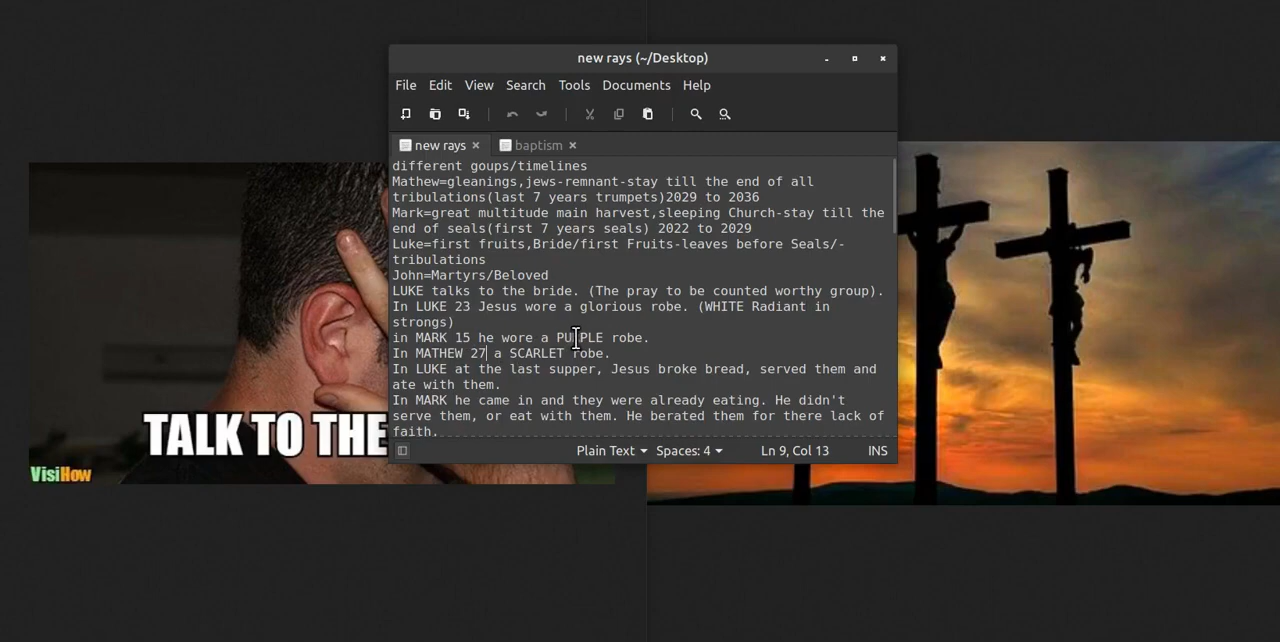 new rays (~/Desktop)
File Edit View Search Tools Documents Help
new rays
baptism
different goups/timelines
Mathew=gleanings,jews-remnant-stay till the end of all
tribulations(last 7 years trumpets)2029 to 2036
Mark=great multitude main harvest,sleeping Church-stay till the
end of seals(first 7 years seals) 2022 to 2029
Luke=first fruits,Bride/first Fruits-leaves before Seals/-
tribulations
John=Martyrs/Beloved
LUKE talks to the bride. (The pray to be counted worthy group).
In LUKE 23 Jesus wore a glorious robe. (WHITE Radiant in
strongs)
in MARK 15 he wore a PURPLE robe.
In MATHEW 27 a SCARLET robe.
In LUKE at the last supper, Jesus broke bread, served them and
ate with them.
In MARK he came in and they were already eating. He didn't
serve them, or eat with them. He berated them for there lack of
faith.
Plain Text Spaces: 4 Ln 9, Col 13 INS
TALK TO THE
VisiHow